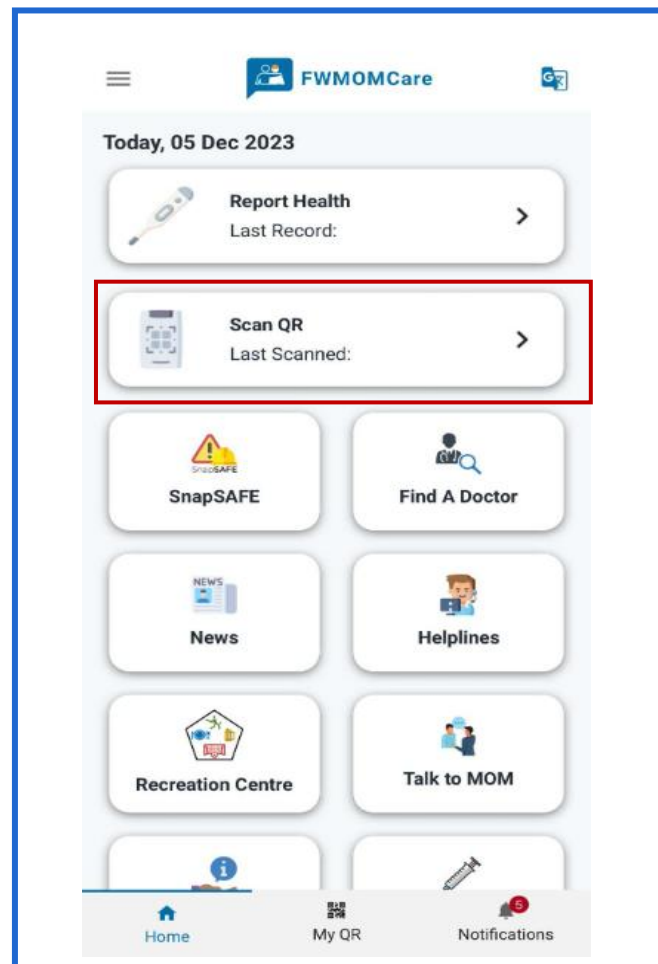 FWMOMCare
Today, 05 Dec 2023
Report Health
Last Record:
Scan QR
Last Scanned:
SnapSAFE
SnapSAFE
Find A Doctor
NEWS
News
Helplines
Recreation Centre
Talk to MOM
5
Home
My QR
Notifications